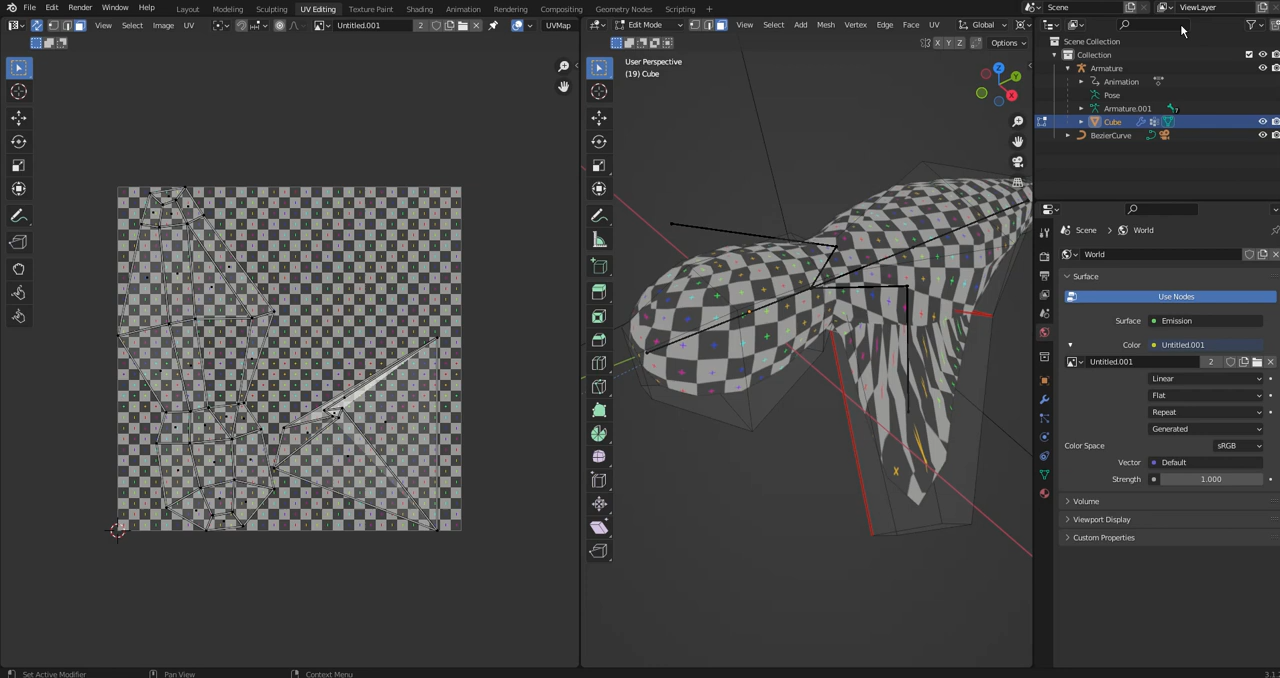 File Edit Render Window Help Layout Modeling Sculpting UV Editing Texture Paint Shading Animation Rendering Compositing Geometry Nodes Scripting + Scene ViewLayer
View Select Image UV Untitled.001 2 UVMap Edit Mode View Select Add Mesh Vertex Edge Face UV Global
X Y Z Options
Scene Collection
Collection
Armature
Animation
Pose
Armature.001 7
Cube
BezierCurve
User Perspective
(19) Cube
Z
Y
X
Scene > World
World
Surface
Use Nodes
Surface Emission
Color Untitled.001
Untitled.001 2
Linear
Flat
Repeat
Generated
Color Space sRGB
Vector Default
Strength 1.000
Volume
Viewport Display
Custom Properties
Set Active Modifier Pan View Context Menu